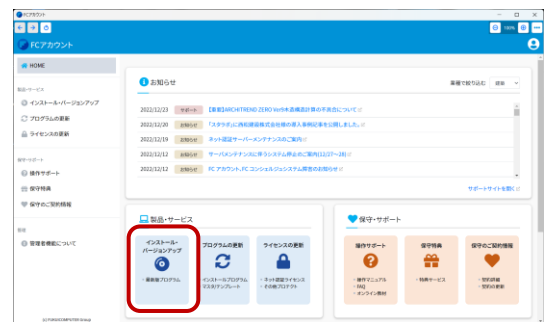 FCアカウント
100%
FCアカウント
HOME
製品・サービス
インストール・バージョンアップ
プログラムの更新
ライセンスの更新
保守・サポート
操作サポート
保守特典
保守のご契約情報
管理
管理者機能について
(c) FUKUICOMPUTER Group
お知らせ
業種で絞り込む
建築
2022/12/23 サポート 【重要】ARCHITREND ZERO Ver9木造構造計算の不具合について
2022/12/20 お知らせ 「スタラボ」に西和建設株式会社様の導入事例記事を公開しました。
2022/12/19 お知らせ ネット認証サーバーメンテナンスのご案内
2022/12/12 お知らせ サーバメンテナンスに伴うシステム停止のご案内(12/27~28)
2022/12/12 お知らせ FC アカウント,FC コンシェルジュシステム障害のお知らせ
サポートサイトを開く
製品・サービス
インストール・
バージョンアップ
・最新版プログラム
プログラムの更新
・インストールプログラム
マスタ/テンプレート
ライセンスの更新
・ネット認証ライセンス
・その他プロテクト
保守・サポート
操作サポート
・操作マニュアル
・FAQ
・オンライン教材
保守特典
・特典サービス
保守のご契約情報
・契約詳細
・契約の更新